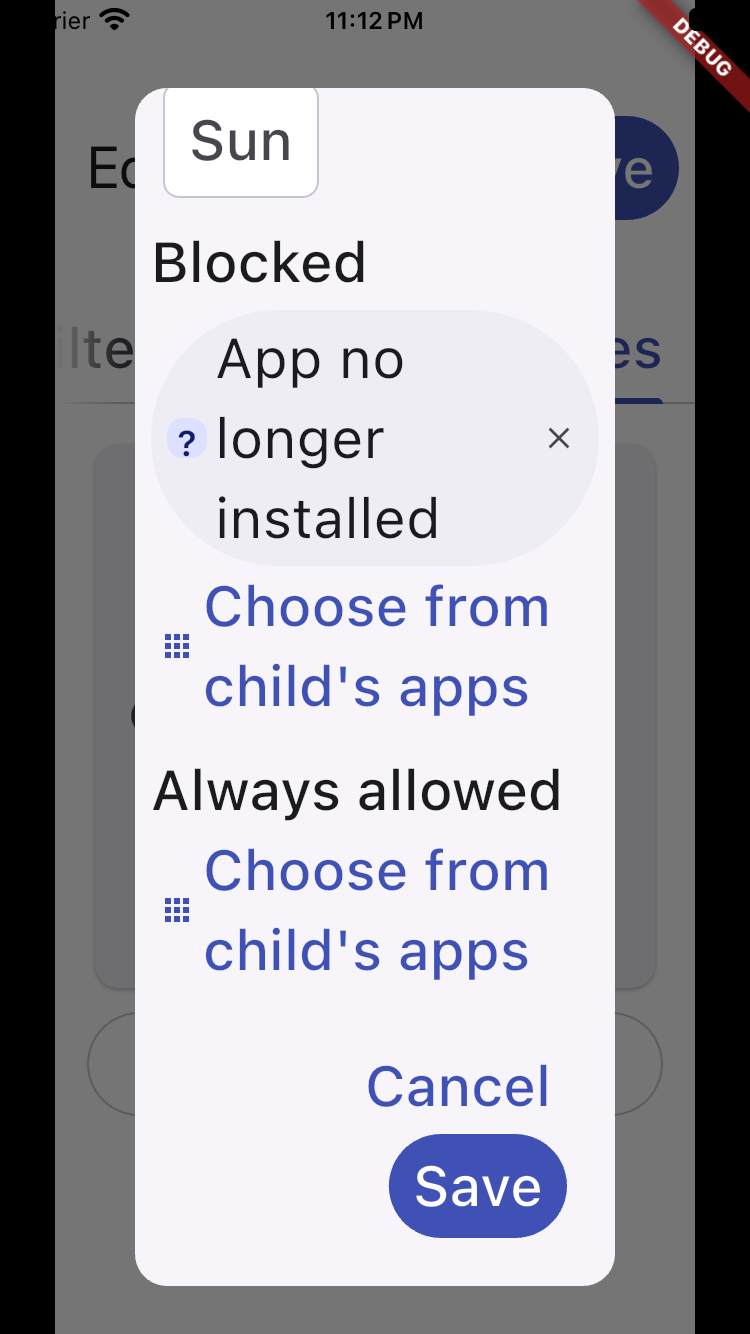 11:12 PM
DEBUG
Sun
Blocked
App no
longer
installed
?
Choose from
child's apps
Always allowed
Choose from
child's apps
Cancel
Save